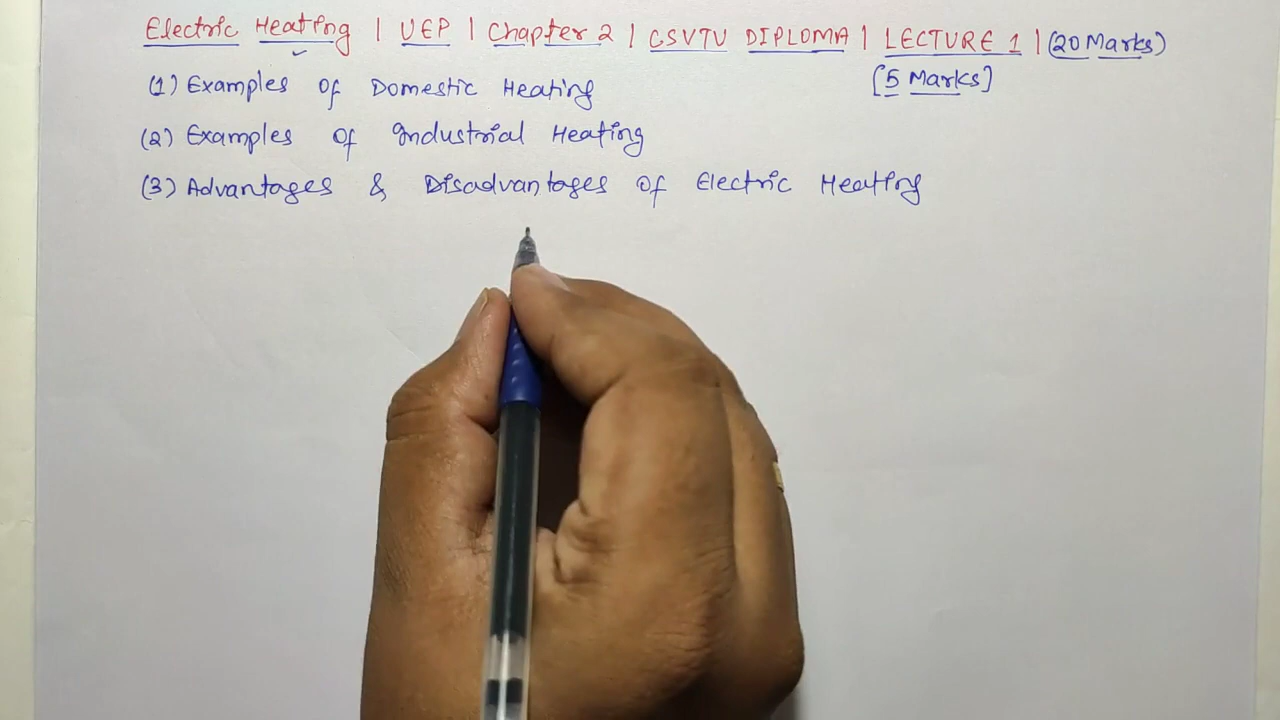 Electric Heating | UEP | Chapter 2 | CSVTU DIPLOMA | LECTURE 1 | (20 Marks)
[5 Marks]
(1) Examples Of Domestic Heating
(2) Examples Of Industrial Heating
(3) Advantages & Disadvantages Of Electric Heating